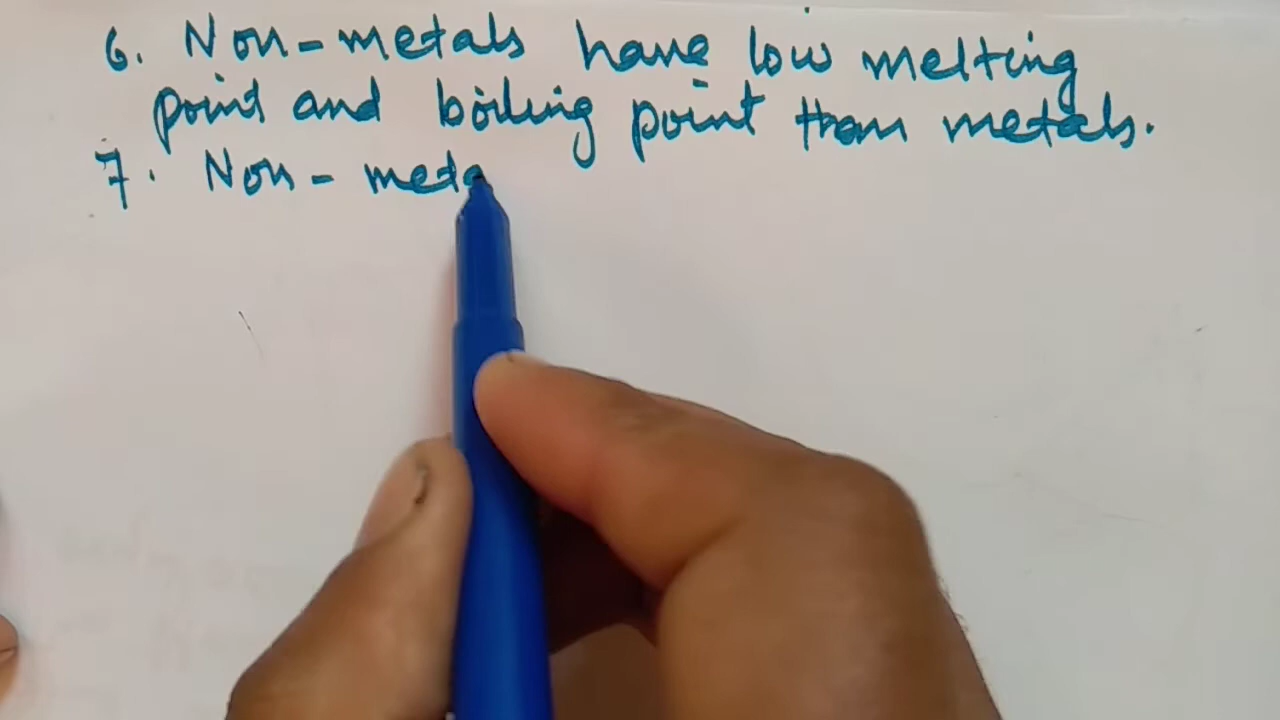 6. Non-metals have low melting
point and boiling point than metals.
7. Non-meta